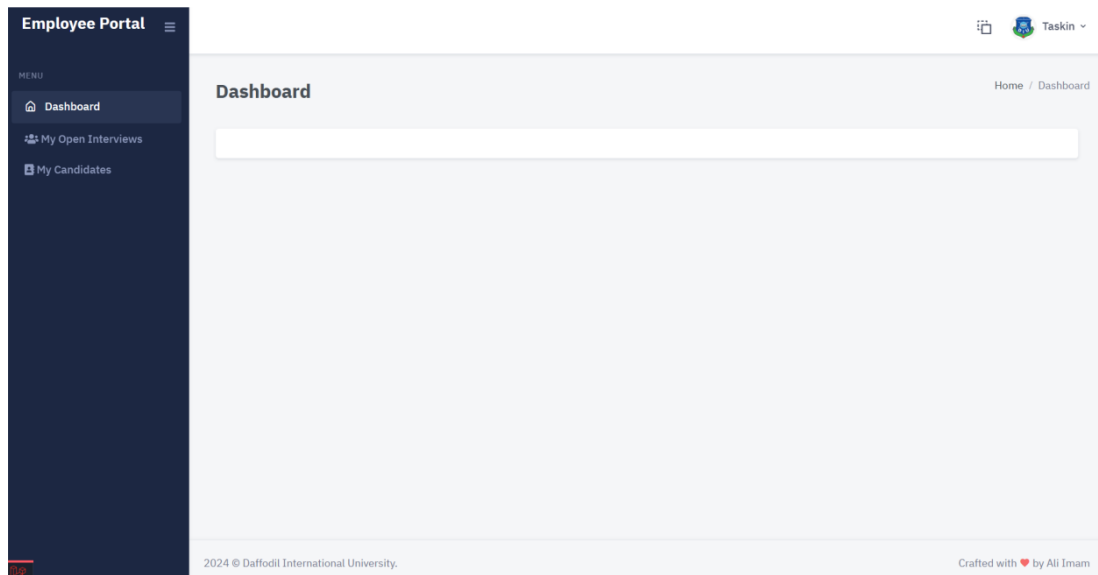 Employee Portal
Taskin
MENU
Dashboard
My Open Interviews
My Candidates
Dashboard
Home / Dashboard
2024 © Daffodil International University.
Crafted with ❤ by Ali Imam